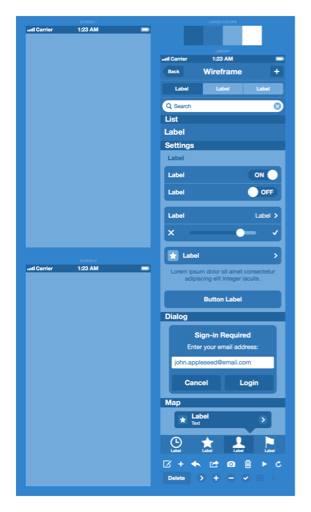 Carrier 1:23 AM
Carrier 1:23 AM
Carrier 1:23 AM
Back Wireframe +
Label Label Label
Search
List
Label
Settings
Label
Label ON
Label OFF
Label Label
Label
Lorem ipsum dolor sit amet consectetur
adipiscing elit integer iaculis.
Button Label
Dialog
Sign-in Required
Enter your email address:
john.appleseed@email.com
Cancel Login
Map
Label
Text
Label Label Label Label
Delete